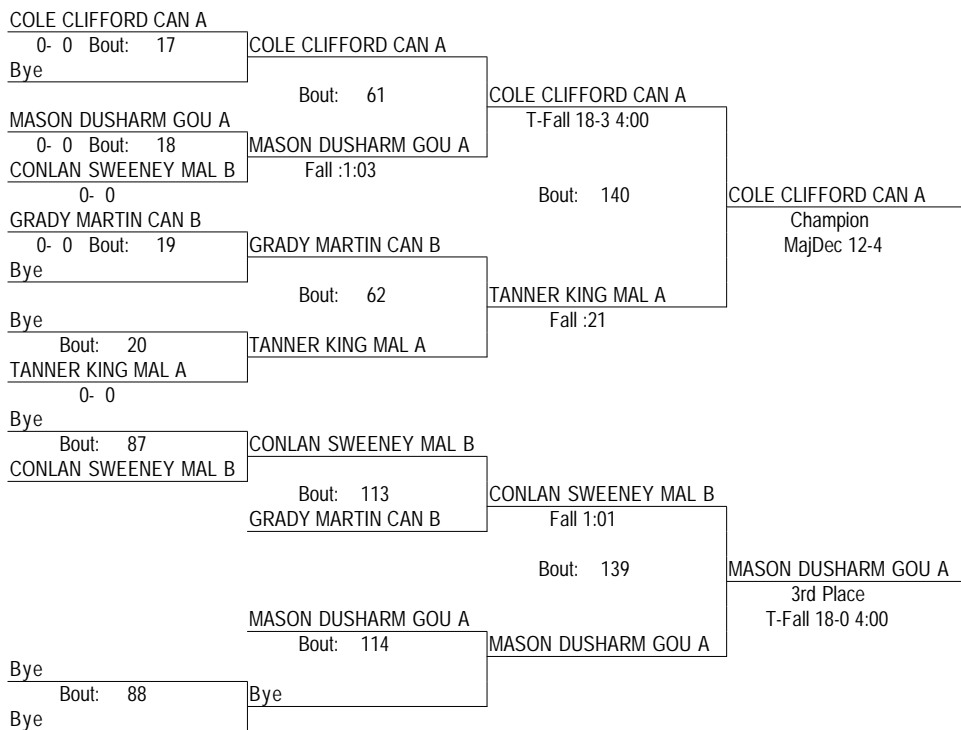 COLE CLIFFORD CAN A
0- 0 Bout: 17
COLE CLIFFORD CAN A
Bye
Bout: 61
COLE CLIFFORD CAN A
T-Fall 18-3 4:00
MASON DUSHARM GOU A
0- 0 Bout: 18
MASON DUSHARM GOU A
Fall :1:03
CONLAN SWEENEY MAL B
0- 0
Bout: 140
COLE CLIFFORD CAN A
Champion
MajDec 12-4
GRADY MARTIN CAN B
0- 0 Bout: 19
GRADY MARTIN CAN B
Bye
Bout: 62
TANNER KING MAL A
Fall :21
Bye
Bout: 20
TANNER KING MAL A
TANNER KING MAL A
0- 0
Bye
Bout: 87
CONLAN SWEENEY MAL B
CONLAN SWEENEY MAL B
Bout: 113
CONLAN SWEENEY MAL B
GRADY MARTIN CAN B
Fall 1:01
Bout: 139
MASON DUSHARM GOU A
3rd Place
T-Fall 18-0 4:00
MASON DUSHARM GOU A
Bout: 114
MASON DUSHARM GOU A
Bye
Bout: 88
Bye
Bye